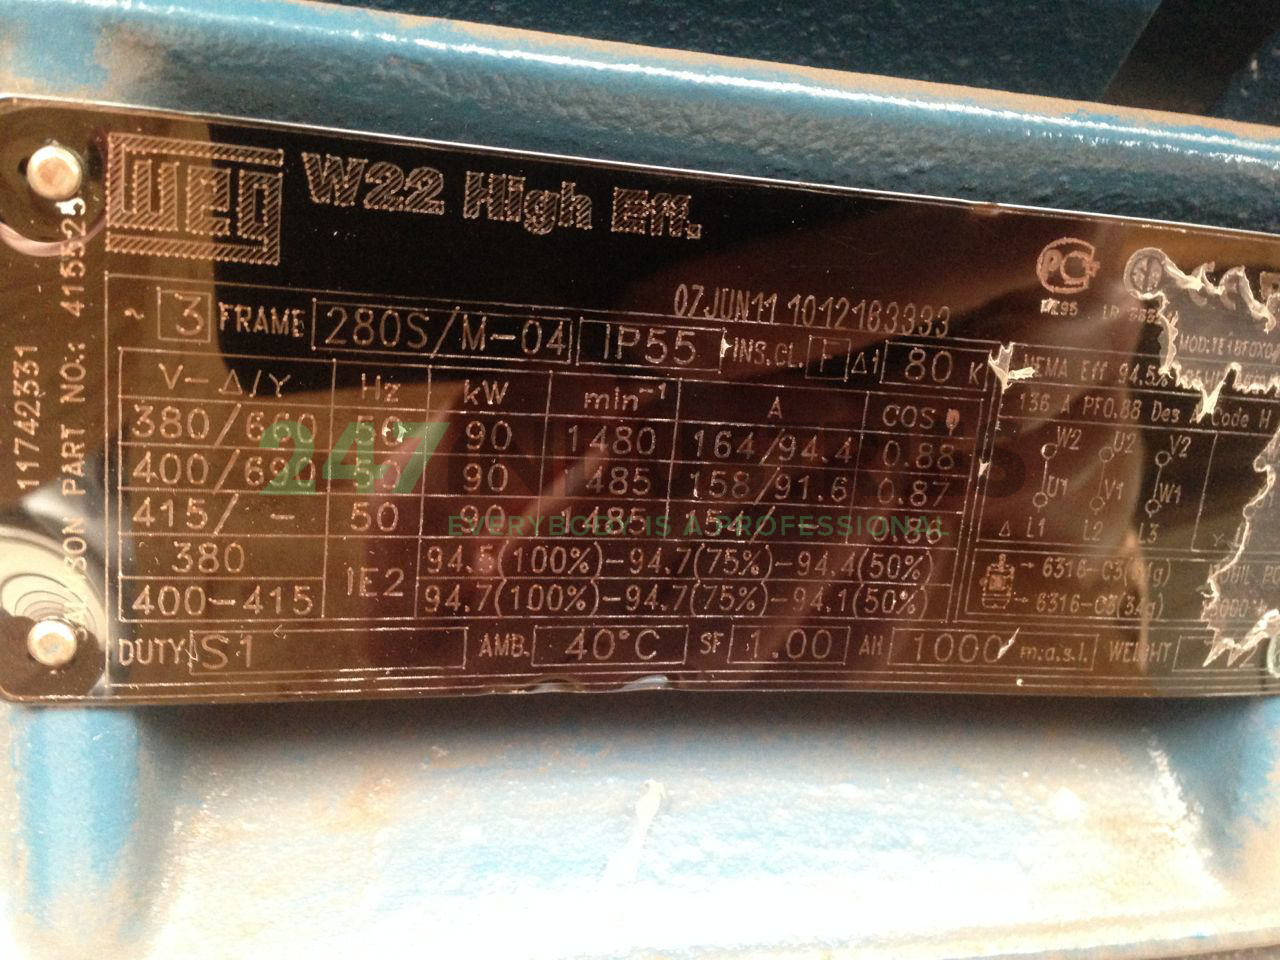 weg W22 High Eff.
11742331
PART NO.: 415525
07JUN11 1012183333
~ 3 FRAME 280S/M-04 IP55 INS.CL. F Δt 80 K
V-Δ/Y Hz kW min⁻¹ A COS φ
380/660 50 90 1480 164/94.4 0.88
400/690 50 90 1485 158/91.6 0.87
415/ - 50 90 1485 154/ - 0.86
380 IE2 94.5(100%)-94.7(75%)-94.4(50%)
400-415 94.7(100%)-94.7(75%)-94.1(50%)
DUTY S1 AMB. 40°C SF 1.00 Alt 1000 m.a.s.l. WEIGHT
NEMA Eff 94.5%
136 A PF0.88 Des A Code H
W2 U2 V2
U1 V1 W1
Δ L1 L2 L3
6316-C3(
6316-C3(34g)
247
EVERYBODY IS A PROFESSIONAL